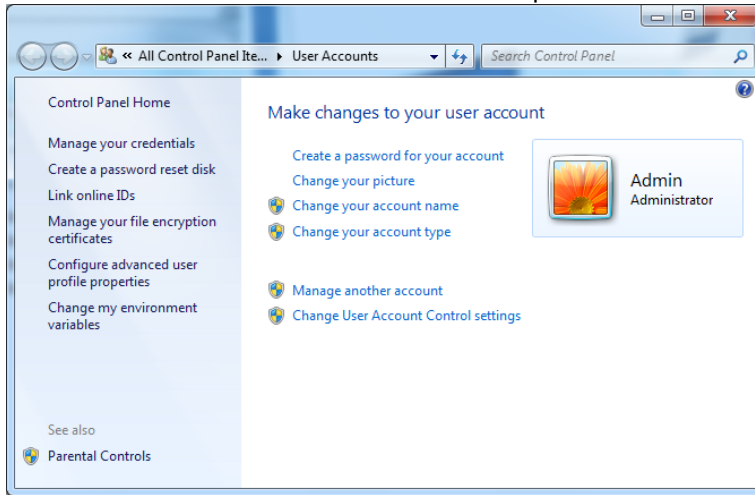 « All Control Panel Ite... ▸ User Accounts
Search Control Panel
Control Panel Home
Manage your credentials
Create a password reset disk
Link online IDs
Manage your file encryption
certificates
Configure advanced user
profile properties
Change my environment
variables
See also
Parental Controls
Make changes to your user account
Create a password for your account
Change your picture
Change your account name
Change your account type
Manage another account
Change User Account Control settings
Admin
Administrator